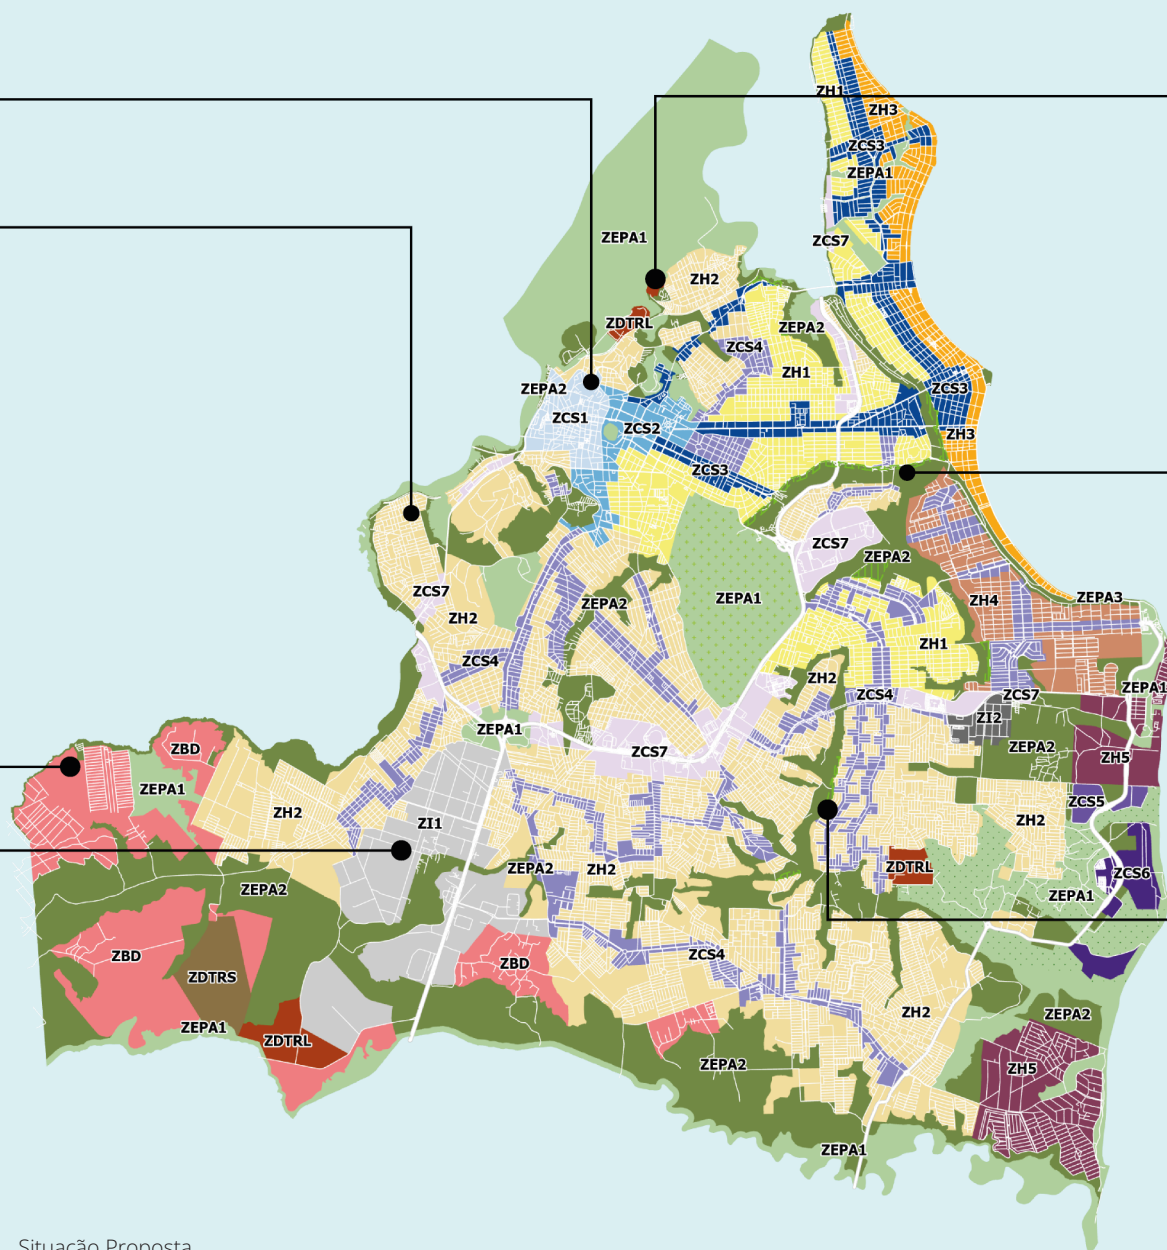 ZH1
ZH3
ZCS3
ZEPA1
ZEPA1
ZCS7
ZH2
ZDTRL
ZEPA2
ZCS4
ZH1
ZEPA2
ZCS3
ZCS1
ZCS2
ZH3
ZCS3
ZCS7
ZEPA2
ZCS7
ZEPA2
ZEPA1
ZH4
ZEPA3
ZH2
ZH1
ZCS4
ZH2
ZEPA1
ZCS4
ZCS7
ZI2
ZEPA1
ZCS7
ZBD
ZEPA2
ZH5
ZEPA1
ZCS5
ZH2
ZI1
ZH2
ZEPA2
ZH2
ZDTRL
ZCS6
ZEPA2
ZEPA1
ZBD
ZCS4
ZBD
ZDTRS
ZH2
ZEPA2
ZEPA1
ZDTRL
ZEPA2
ZH5
ZEPA1
Situação Proposta